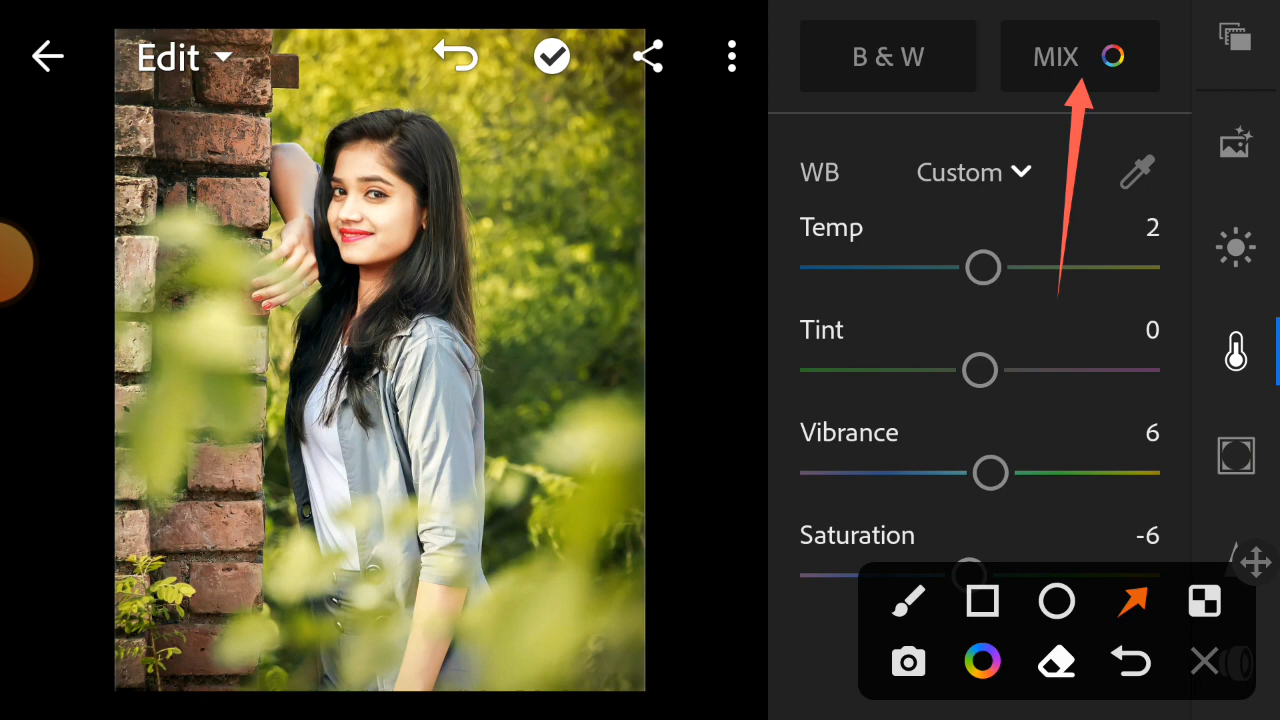 Edit
B & W
MIX
WB
Custom
Temp
2
Tint
0
Vibrance
6
Saturation
-6